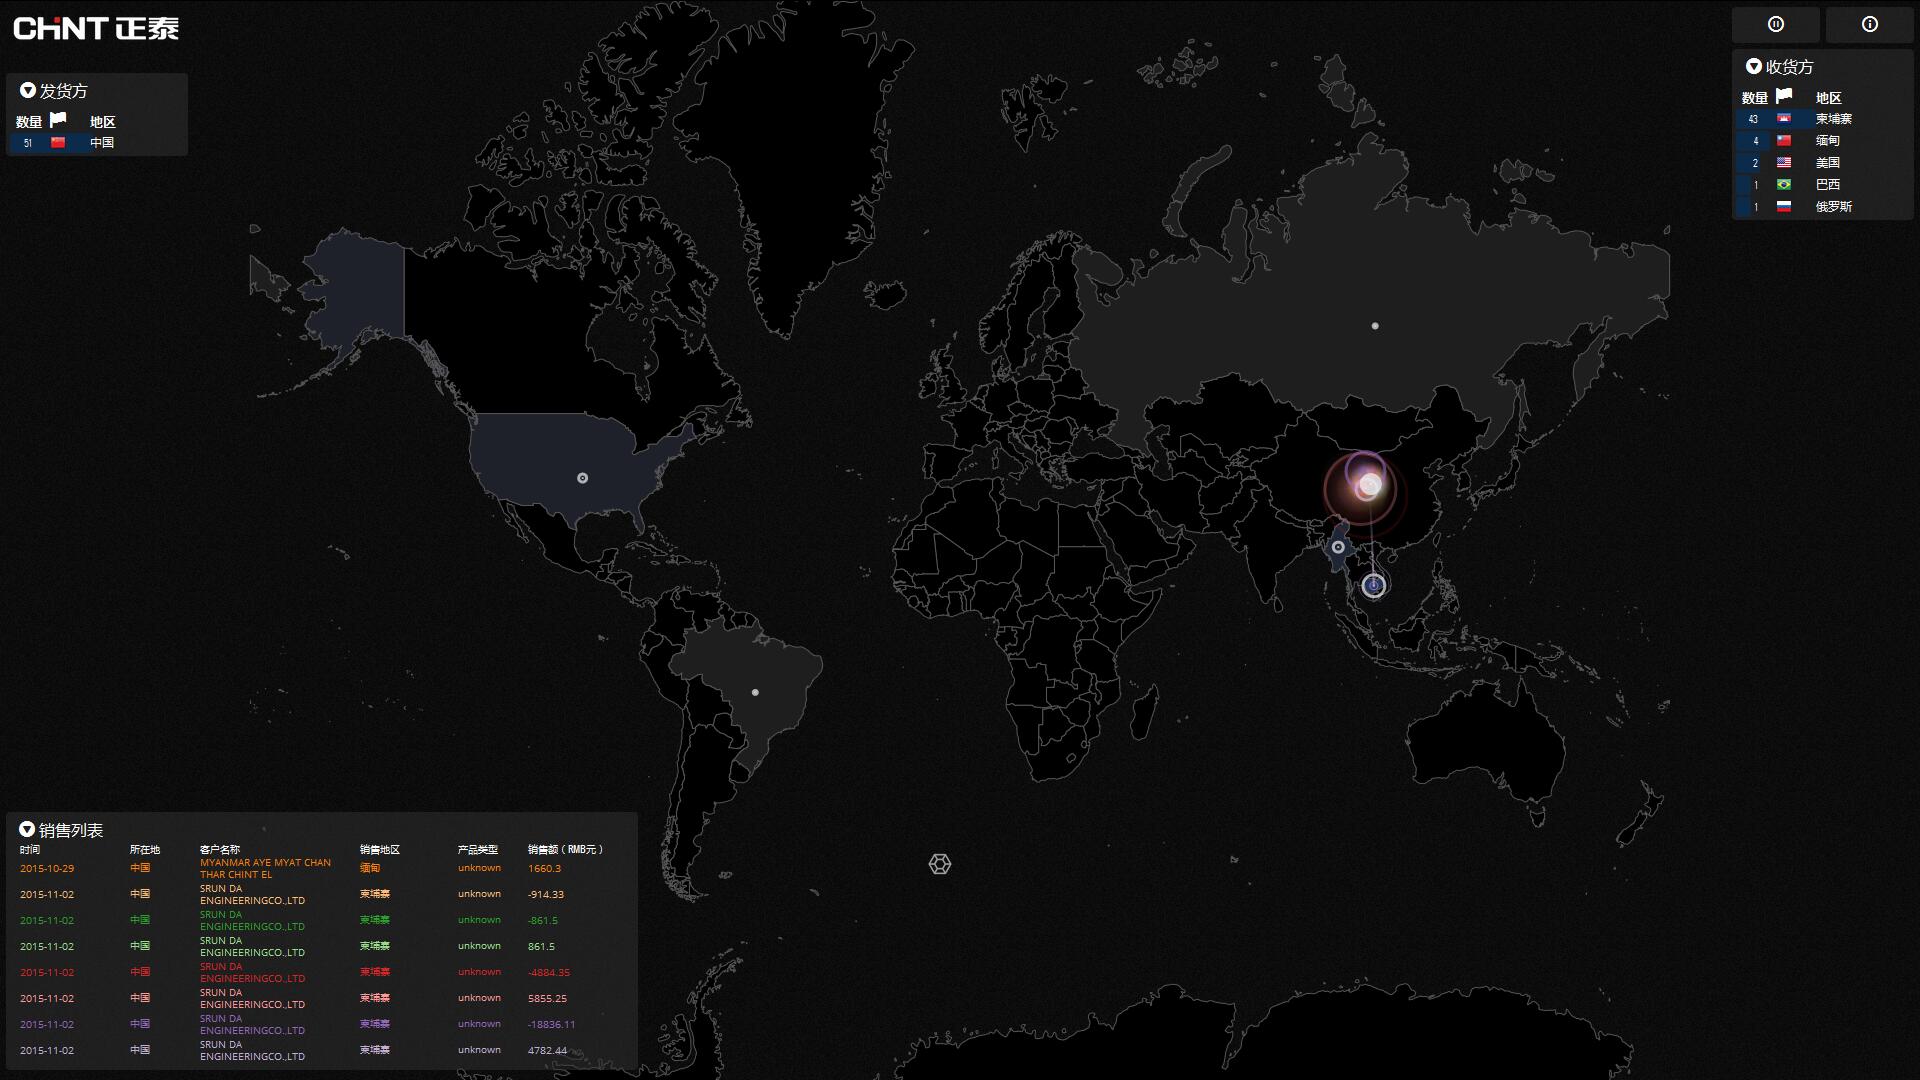 CHiNT 正泰
发货方
数量 地区
51 中国
收货方
数量 地区
43 柬埔寨
4 缅甸
2 美国
1 巴西
1 俄罗斯
销售列表
时间 所在地 客户名称 销售地区 产品类型 销售额（RMB元）
2015-10-29 中国 MYANMAR AYE MYAT CHAN THAR CHINT EL 缅甸 unknown 1660.3
2015-11-02 中国 SRUN DA ENGINEERINGCO.,LTD 柬埔寨 unknown -914.33
2015-11-02 中国 SRUN DA ENGINEERINGCO.,LTD 柬埔寨 unknown -861.5
2015-11-02 中国 SRUN DA ENGINEERINGCO.,LTD 柬埔寨 unknown 861.5
2015-11-02 中国 SRUN DA ENGINEERINGCO.,LTD 柬埔寨 unknown -4884.35
2015-11-02 中国 SRUN DA ENGINEERINGCO.,LTD 柬埔寨 unknown 5855.25
2015-11-02 中国 SRUN DA ENGINEERINGCO.,LTD 柬埔寨 unknown -18836.11
2015-11-02 中国 SRUN DA ENGINEERINGCO.,LTD 柬埔寨 unknown 4782.44